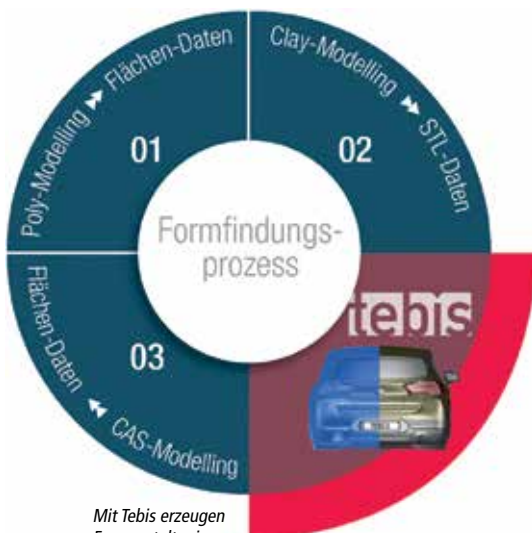 Poly-Modelling
Flächen-Daten
01
Clay-Modelling
STL-Daten
02
Formfindungs-
prozess
CAS-Modelling
Flächen-Daten
03
tebis
Mit Tebis erzeugen